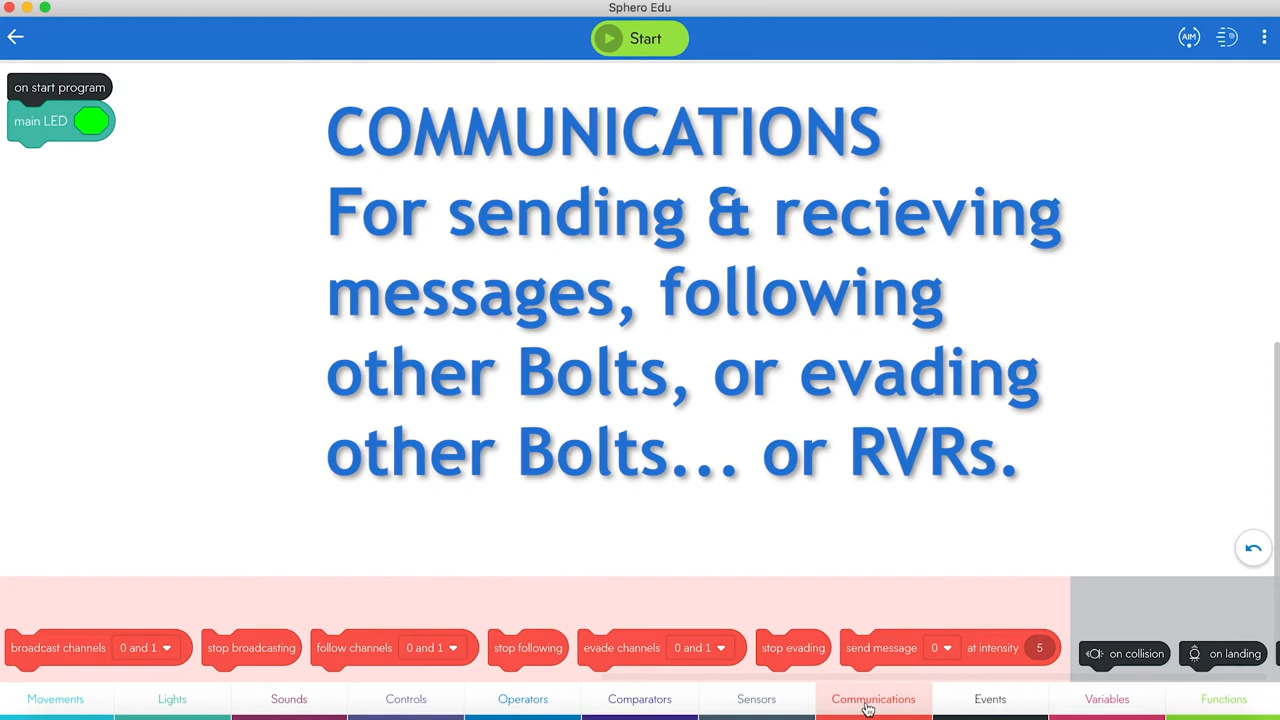 Sphero Edu
Start
AIM
on start program
main LED
COMMUNICATIONS
For sending & recieving
messages, following
other Bolts, or evading
other Bolts... or RVRs.
broadcast channels 0 and 1 stop broadcasting follow channels 0 and 1 stop following evade channels 0 and 1 stop evading send message 0 at intensity 5 on collision on landing
Movements Lights Sounds Controls Operators Comparators Sensors Communications Events Variables Functions